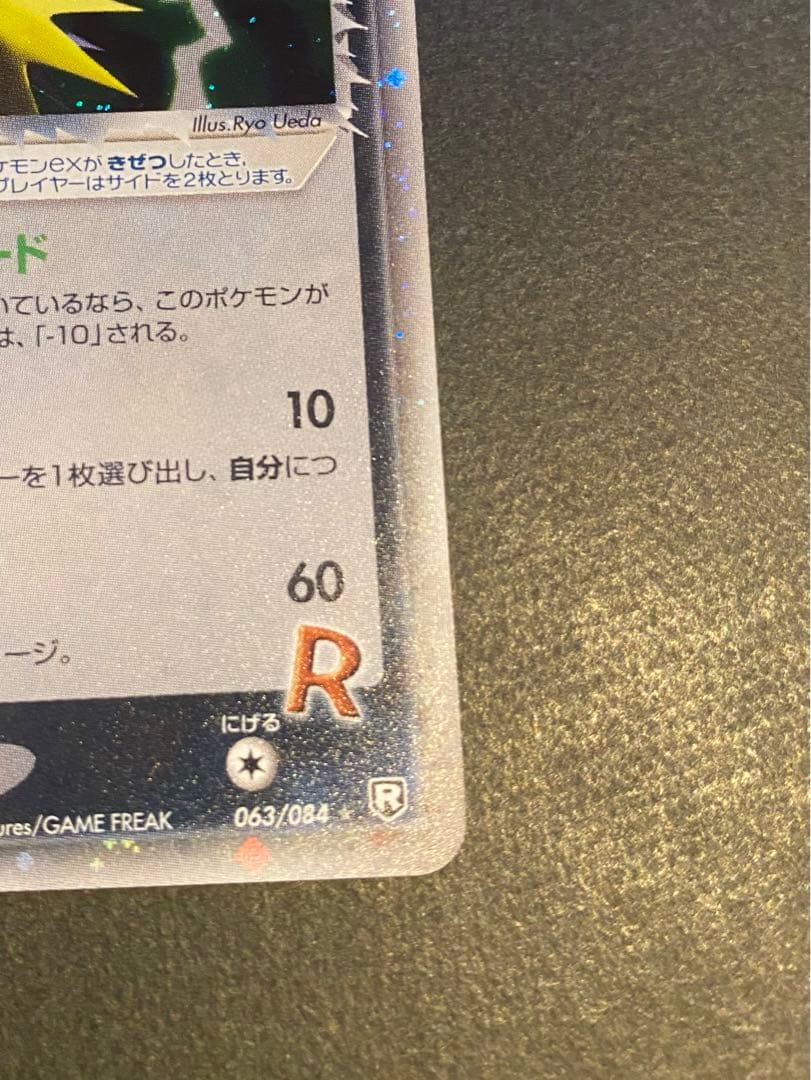 Illus.Ryo Ueda
ケモンexが きぜつしたとき,
プレイヤーはサイドを2枚とります。
ード
いているなら、このポケモンが
は、「-10」される。
10
ーを1枚選び出し、自分につ
60
ージ。
R
にげる
ures/GAME FREAK 063/084 ★ R